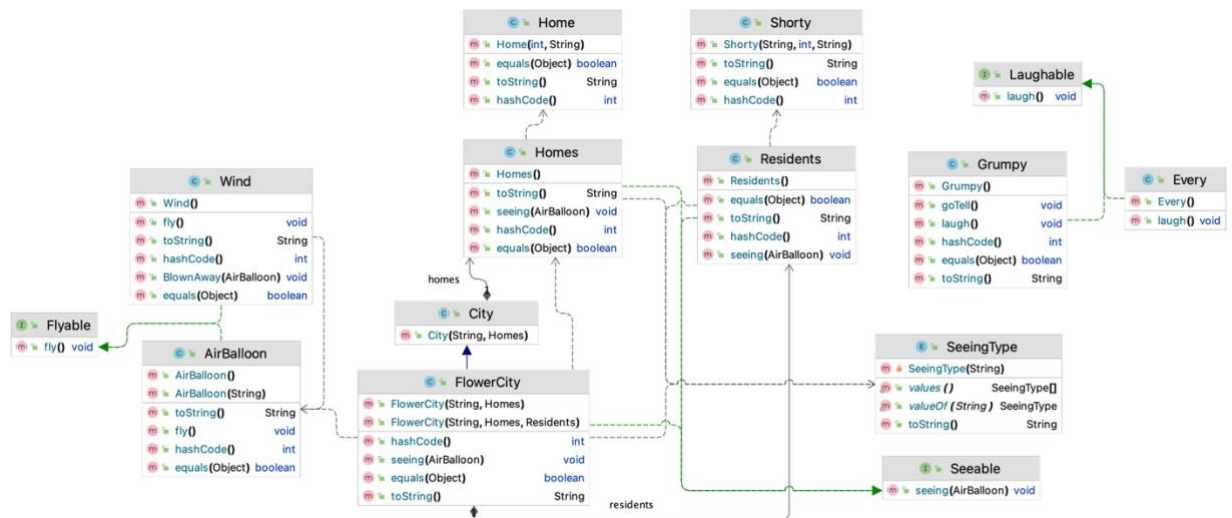 Home
Home(int, String)
equals(Object) boolean
toString() String
hashCode() int
Shorty
Shorty(String, int, String)
toString() String
equals(Object) boolean
hashCode() int
Laughable
laugh() void
Homes
Homes()
toString() String
seeing(AirBalloon) void
hashCode() int
equals(Object) boolean
Residents
Residents()
equals(Object) boolean
toString() String
hashCode() int
seeing(AirBalloon) void
Grumpy
Grumpy()
goTell() void
laugh() void
hashCode() int
equals(Object) boolean
toString() String
Every
Every()
laugh() void
Wind
Wind()
fly() void
toString() String
hashCode() int
BlownAway(AirBalloon) void
equals(Object) boolean
homes
City
City(String, Homes)
Flyable
fly() void
AirBalloon
AirBalloon()
AirBalloon(String)
toString() String
fly() void
hashCode() int
equals(Object) boolean
FlowerCity
FlowerCity(String, Homes)
FlowerCity(String, Homes, Residents)
hashCode() int
seeing(AirBalloon) void
equals(Object) boolean
toString() String
SeeingType
SeeingType(String)
values () SeeingType[]
valueOf (String) SeeingType
toString() String
Seeable
seeing(AirBalloon) void
residents